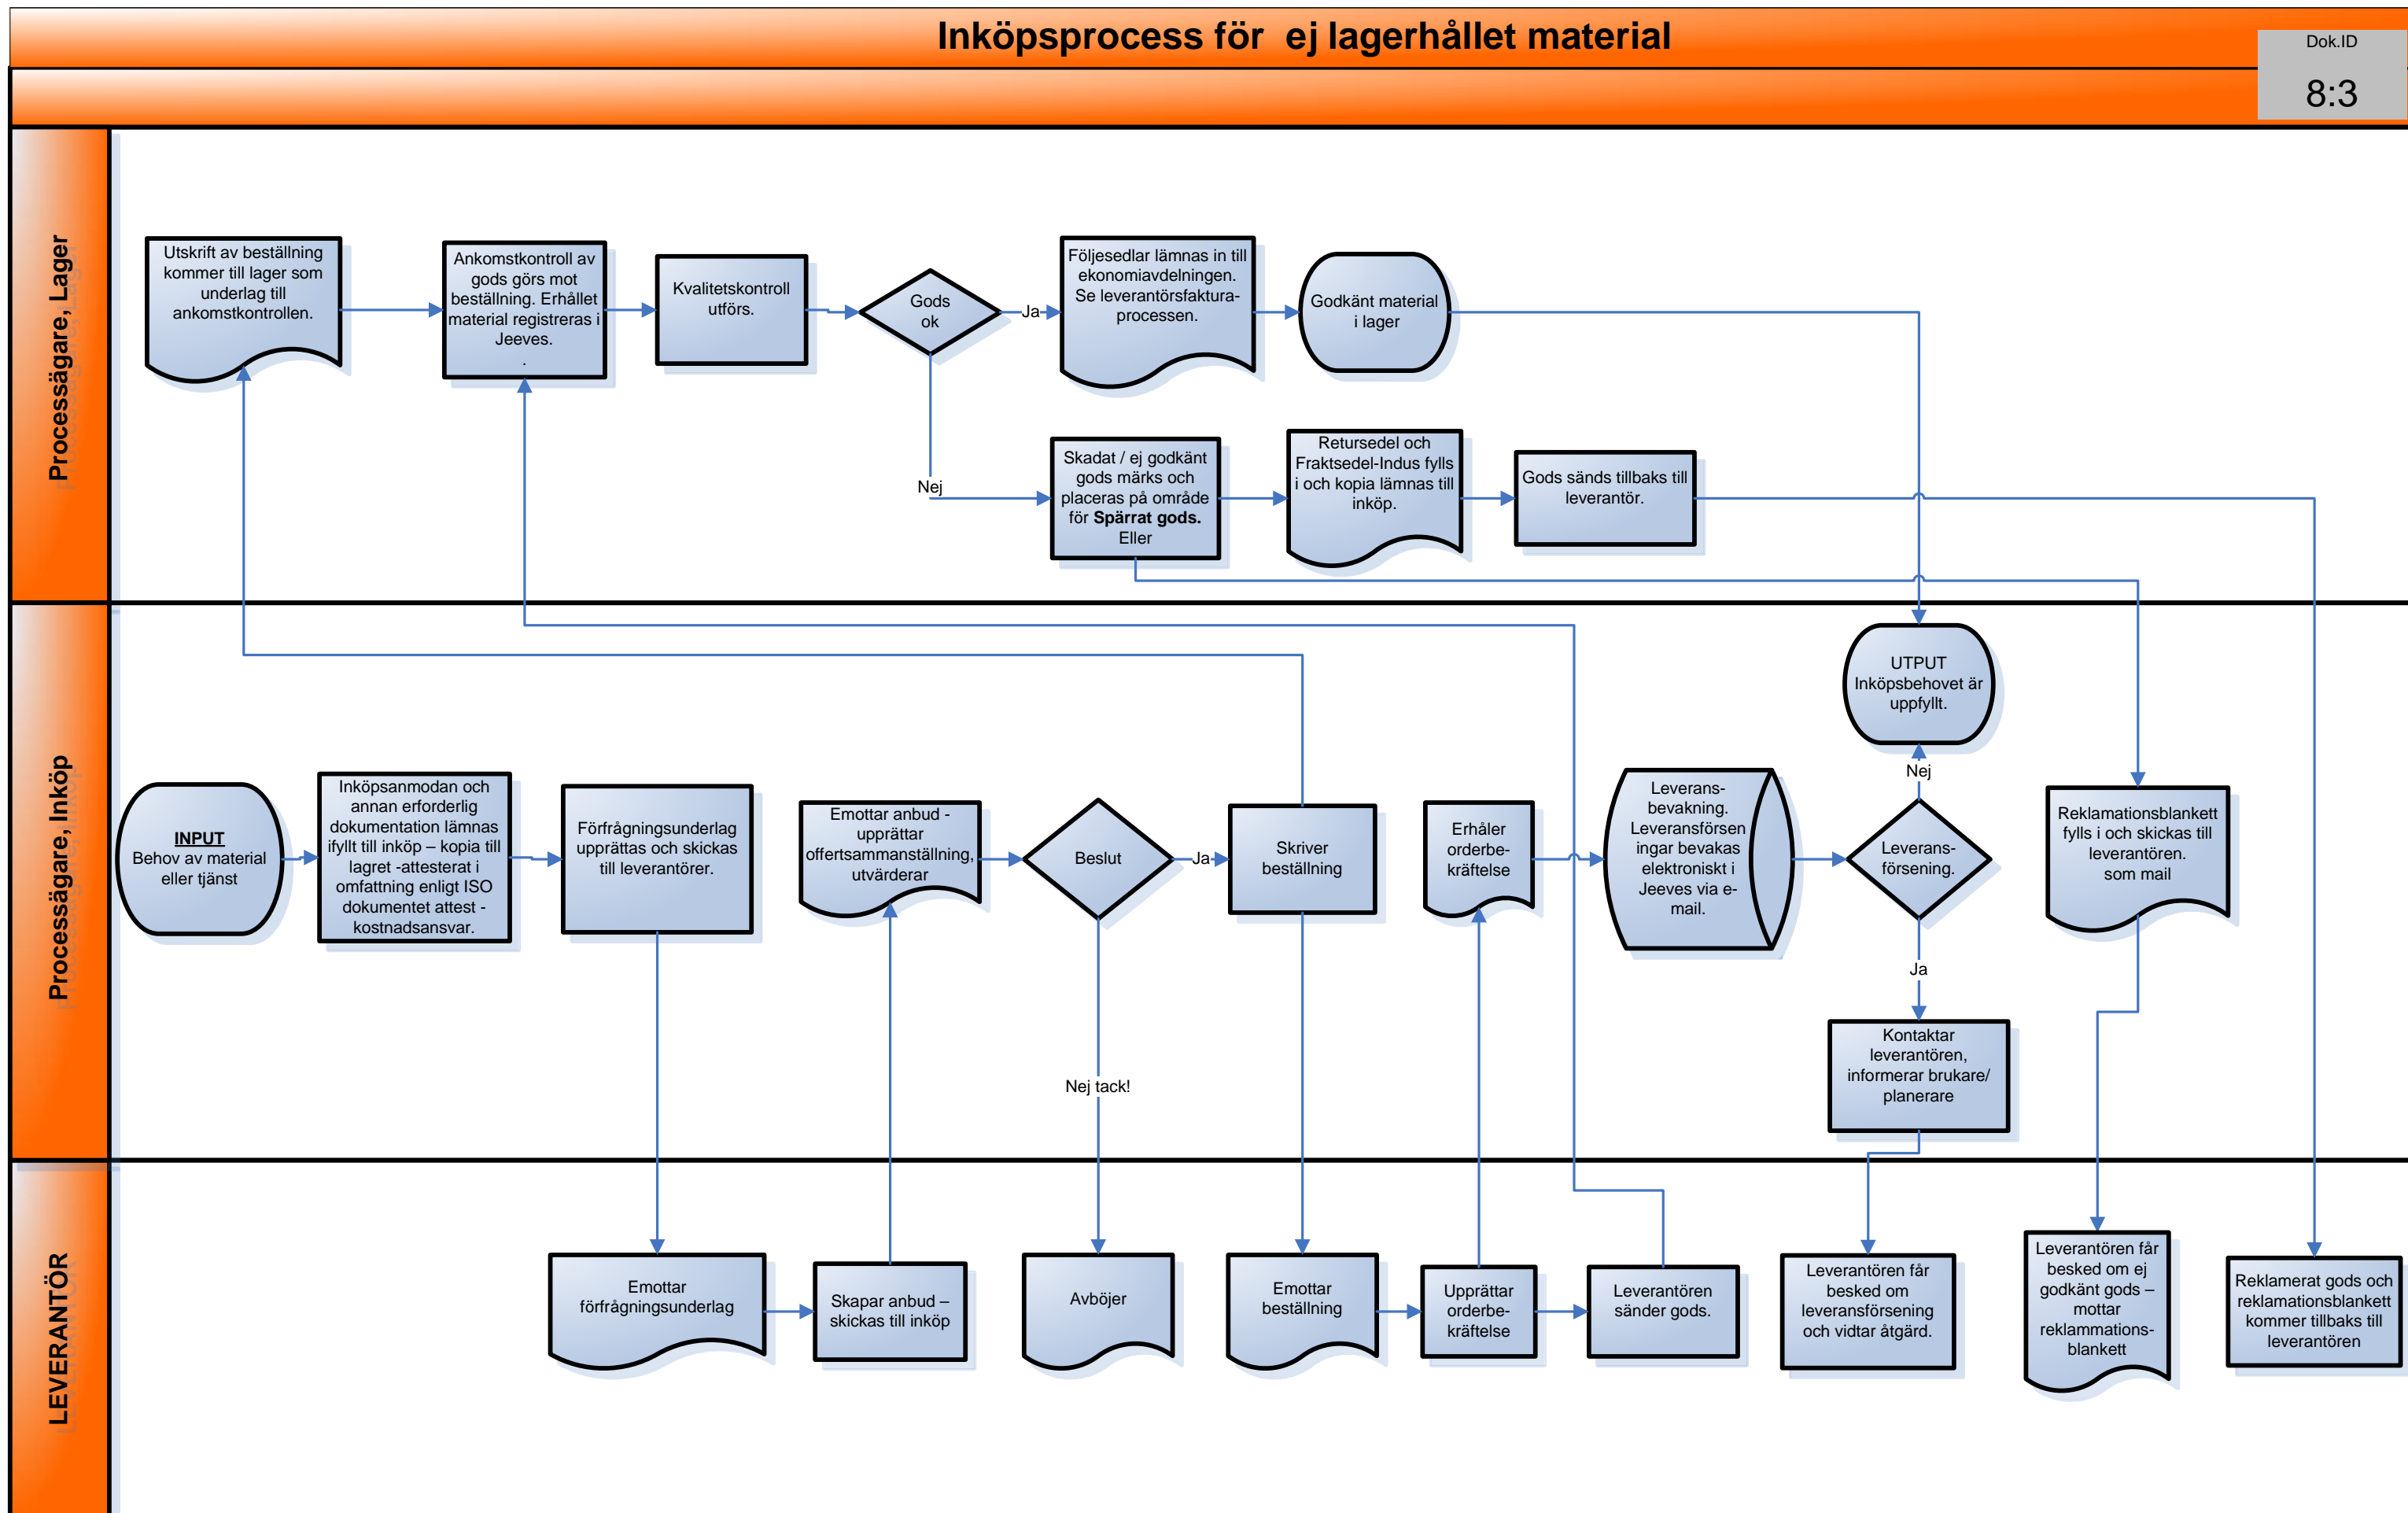 Inköpsprocess för  ej lagerhållet material
Dok.ID
8:3
Processägare, Lager
Utskrift av beställning
kommer till lager som
underlag till
ankomstkontrollen.
Ankomstkontroll av
gods görs mot
beställning. Erhållet
material registreras i
Jeeves.
.
Kvalitetskontroll
utförs.
Gods
ok
Ja
Följesedlar lämnas in till
ekonomiavdelningen.
Se leverantörsfaktura-
processen.
Godkänt material
i lager
Nej
Skadat / ej godkänt
gods märks och
placeras på område
för Spärrat gods.
Eller
Retursedel och
Fraktsedel-Indus fylls
i och kopia lämnas till
inköp.
Gods sänds tillbaks till
leverantör.
Processägare, Inköp
INPUT
Behov av material
eller tjänst
Inköpsanmodan och
annan erforderlig
dokumentation lämnas
ifyllt till inköp – kopia till
lagret -attesterat i
omfattning enligt ISO
dokumentet attest -
kostnadsansvar.
Förfrågningsunderlag
upprättas och skickas
till leverantörer.
Emottar anbud -
upprättar
offertsammanställning,
utvärderar
Beslut
Ja
Nej tack!
Skriver
beställning
Erhåler
orderbe-
kräftelse
Leverans-
bevakning.
Leveransförsen
ingar bevakas
elektroniskt i
Jeeves via e-
mail.
UTPUT
Inköpsbehovet är
uppfyllt.
Nej
Leverans-
försening.
Ja
Kontaktar
leverantören,
informerar brukare/
planerare
Reklamationsblankett
fylls i och skickas till
leverantören.
som mail
LEVERANTÖR
Emottar
förfrågningsunderlag
Skapar anbud –
skickas till inköp
Avböjer
Emottar
beställning
Upprättar
orderbe-
kräftelse
Leverantören
sänder gods.
Leverantören får
besked om
leveransförsening
och vidtar åtgärd.
Leverantören får
besked om ej
godkänt gods –
mottar
reklammations-
blankett
Reklamerat gods och
reklamationsblankett
kommer tillbaks till
leverantören